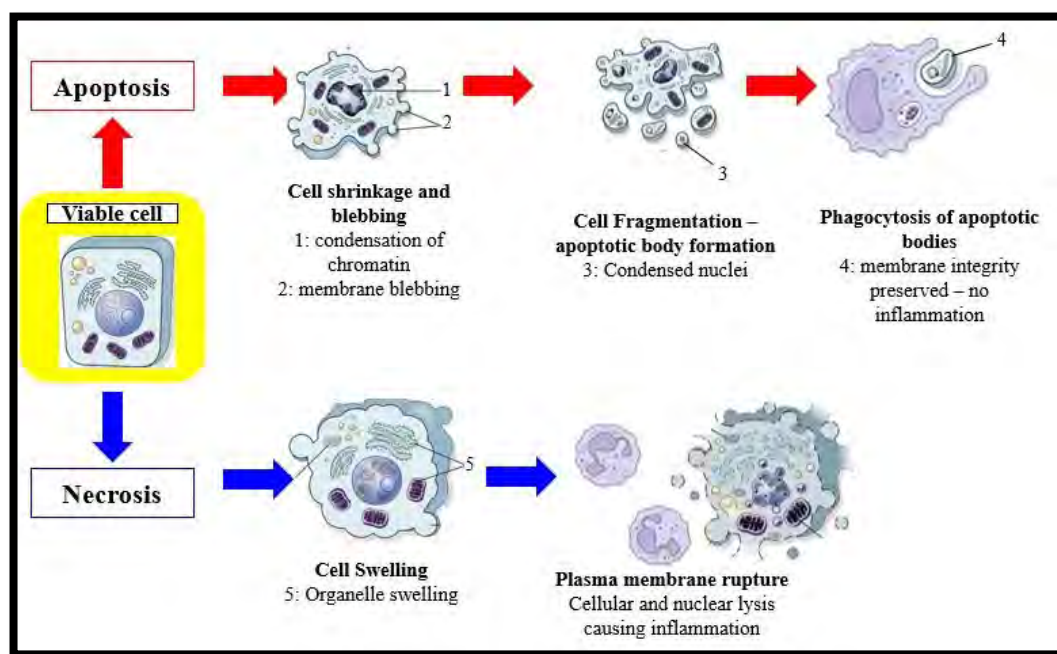 Apoptosis
1
2
3
4
Cell shrinkage and
blebbing
1: condensation of
chromatin
2: membrane blebbing
Cell Fragmentation –
apoptotic body formation
3: Condensed nuclei
Phagocytosis of apoptotic
bodies
4: membrane integrity
preserved – no
inflammation
Viable cell
Necrosis
5
Cell Swelling
5: Organelle swelling
Plasma membrane rupture
Cellular and nuclear lysis
causing inflammation